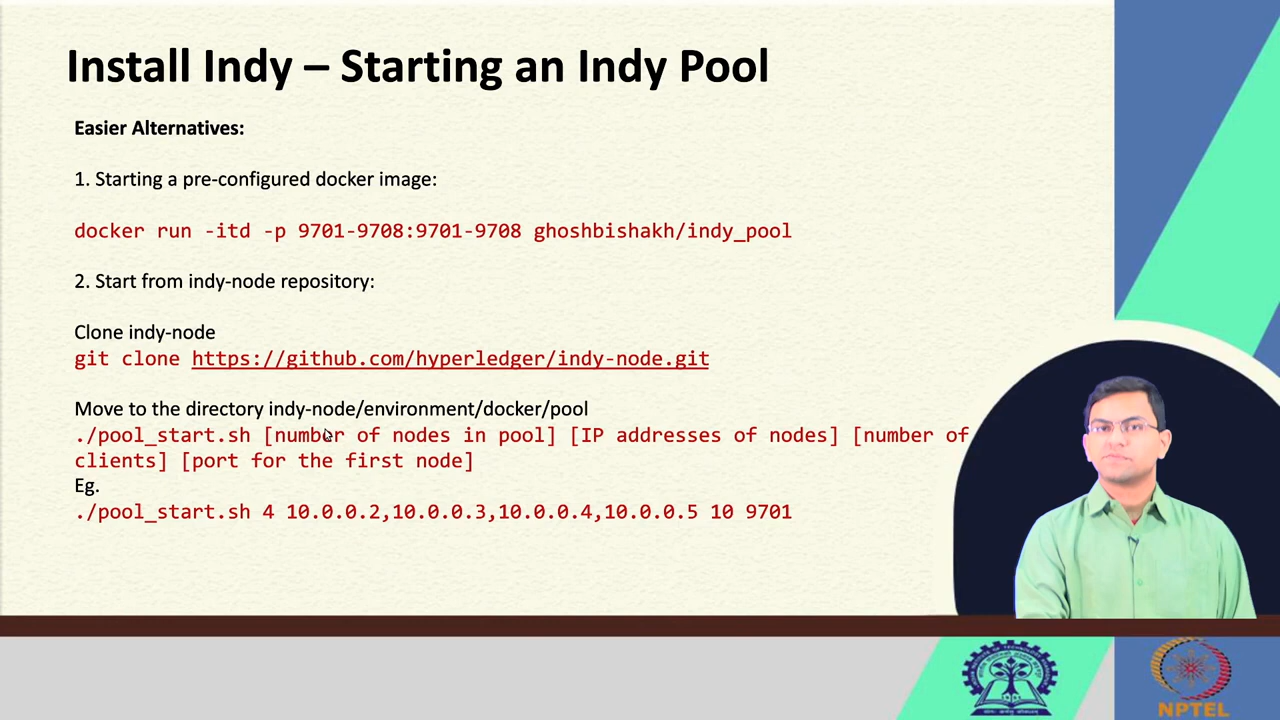 Install Indy – Starting an Indy Pool
Easier Alternatives:
1. Starting a pre-configured docker image:
docker run -itd -p 9701-9708:9701-9708 ghoshbishakh/indy_pool
2. Start from indy-node repository:
Clone indy-node
git clone https://github.com/hyperledger/indy-node.git
Move to the directory indy-node/environment/docker/pool
./pool_start.sh [number of nodes in pool] [IP addresses of nodes] [number of
clients] [port for the first node]
Eg.
./pool_start.sh 4 10.0.0.2,10.0.0.3,10.0.0.4,10.0.0.5 10 9701
NPTEL